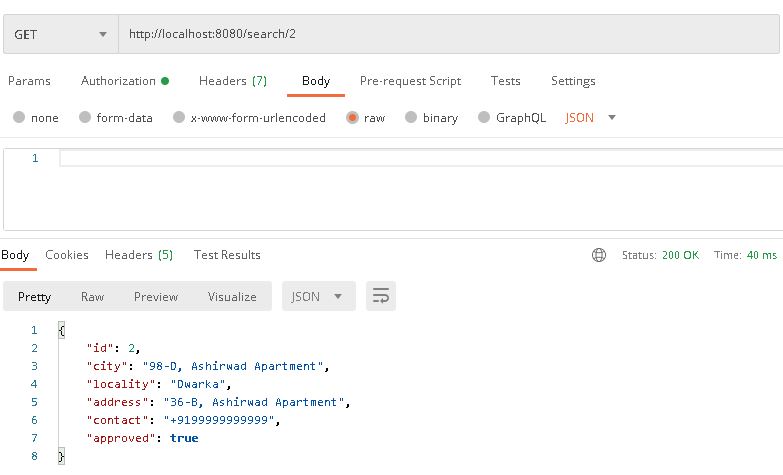 GET http://localhost:8080/search/2
Params Authorization Headers (7) Body Pre-request Script Tests Settings
none form-data x-www-form-urlencoded raw binary GraphQL JSON
1
Body Cookies Headers (5) Test Results Status: 200 OK Time: 40 ms
Pretty Raw Preview Visualize JSON
1 {
2 "id": 2,
3 "city": "98-D, Ashirwad Apartment",
4 "locality": "Dwarka",
5 "address": "36-B, Ashirwad Apartment",
6 "contact": "+9199999999999",
7 "approved": true
8 }